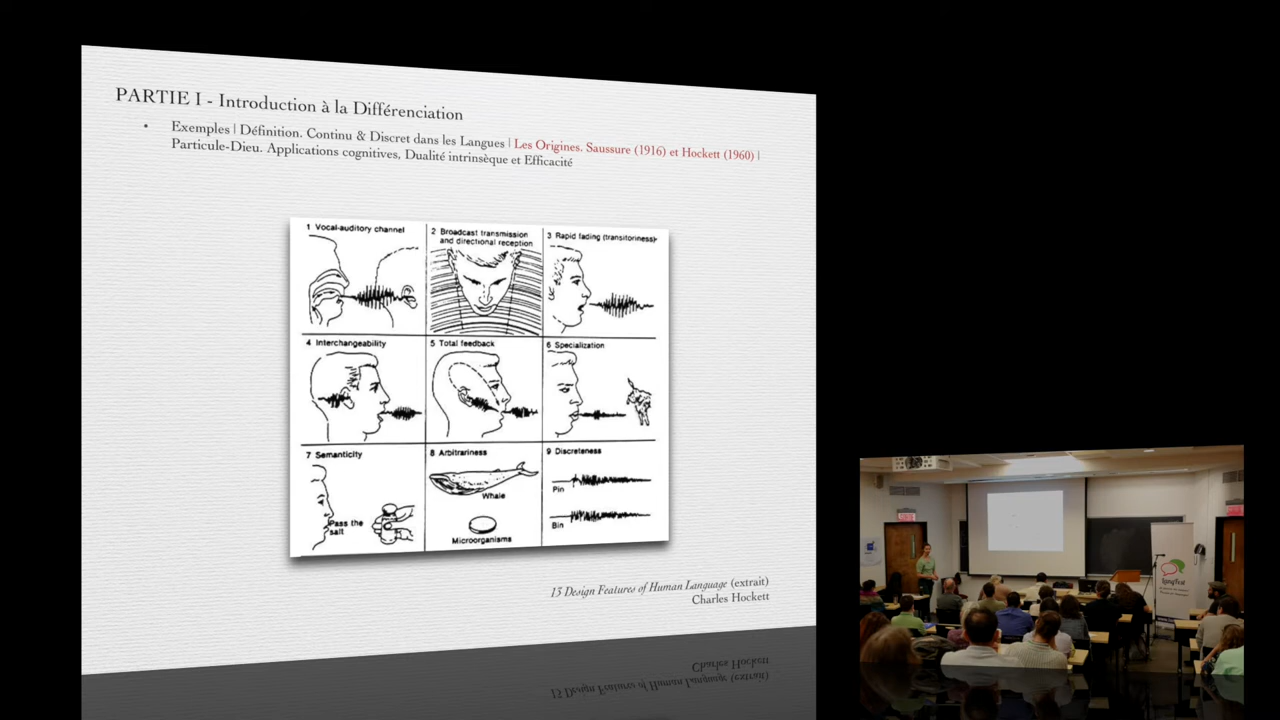 PARTIE I - Introduction à la Différenciation
• Exemples | Définition. Continu & Discret dans les Langues | Les Origines. Saussure (1916) et Hockett (1960) |
Particule-Dieu. Applications cognitives, Dualité intrinsèque et Efficacité
1 Vocal-auditory channel
2 Broadcast transmission
and directional reception
3 Rapid fading (transitoriness)
4 Interchangeability
5 Total feedback
6 Specialization
7 Semanticity
Pass the
salt
8 Arbitrariness
Whale
Microorganisms
9 Discreteness
Pin
Bin
13 Design Features of Human Language (extrait)
Charles Hockett
langfest